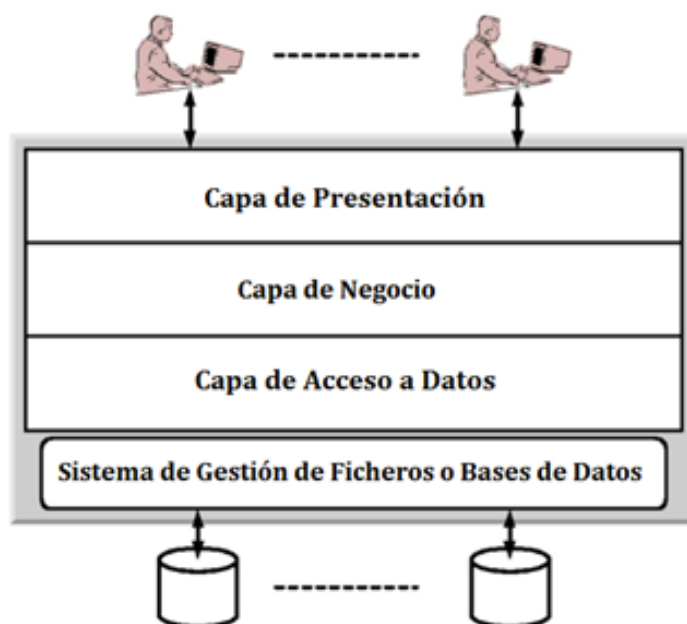 Capa de Presentación
Capa de Negocio
Capa de Acceso a Datos
Sistema de Gestión de Ficheros o Bases de Datos